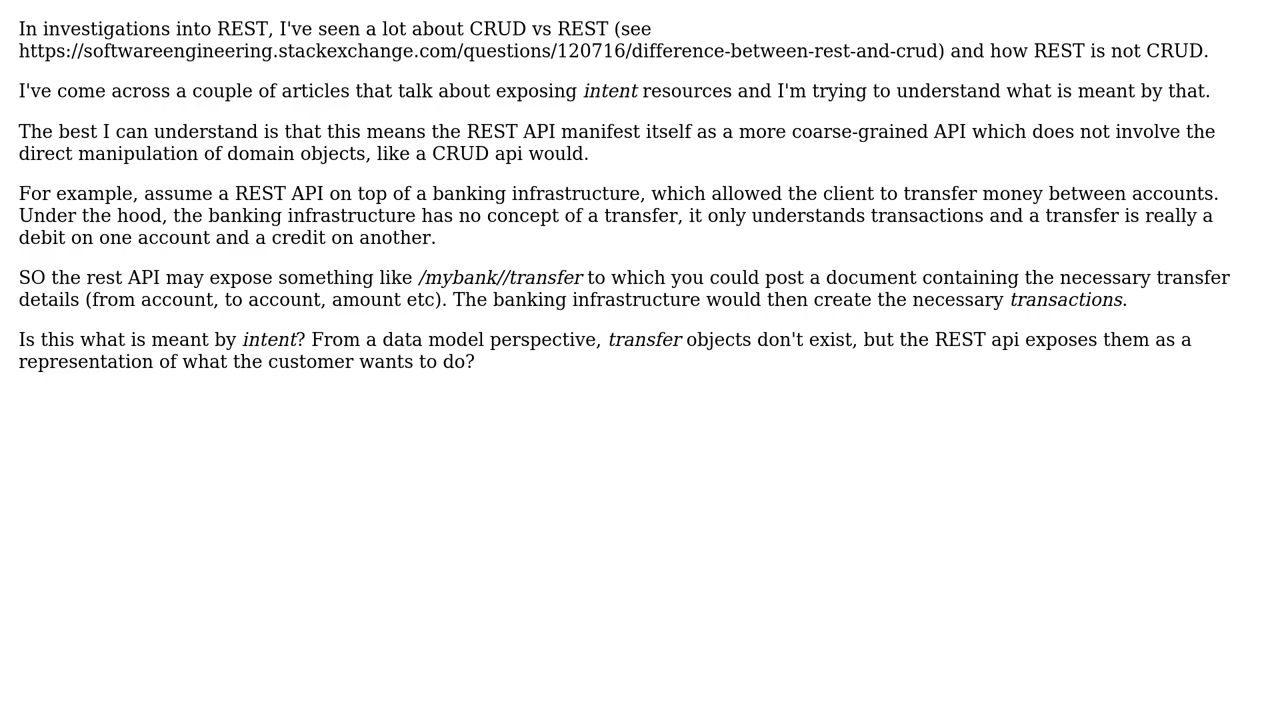 In investigations into REST, I've seen a lot about CRUD vs REST (see
https://softwareengineering.stackexchange.com/questions/120716/difference-between-rest-and-crud) and how REST is not CRUD.
I've come across a couple of articles that talk about exposing intent resources and I'm trying to understand what is meant by that.
The best I can understand is that this means the REST API manifest itself as a more coarse-grained API which does not involve the
direct manipulation of domain objects, like a CRUD api would.
For example, assume a REST API on top of a banking infrastructure, which allowed the client to transfer money between accounts.
Under the hood, the banking infrastructure has no concept of a transfer, it only understands transactions and a transfer is really a
debit on one account and a credit on another.
SO the rest API may expose something like /mybank//transfer to which you could post a document containing the necessary transfer
details (from account, to account, amount etc). The banking infrastructure would then create the necessary transactions.
Is this what is meant by intent? From a data model perspective, transfer objects don't exist, but the REST api exposes them as a
representation of what the customer wants to do?